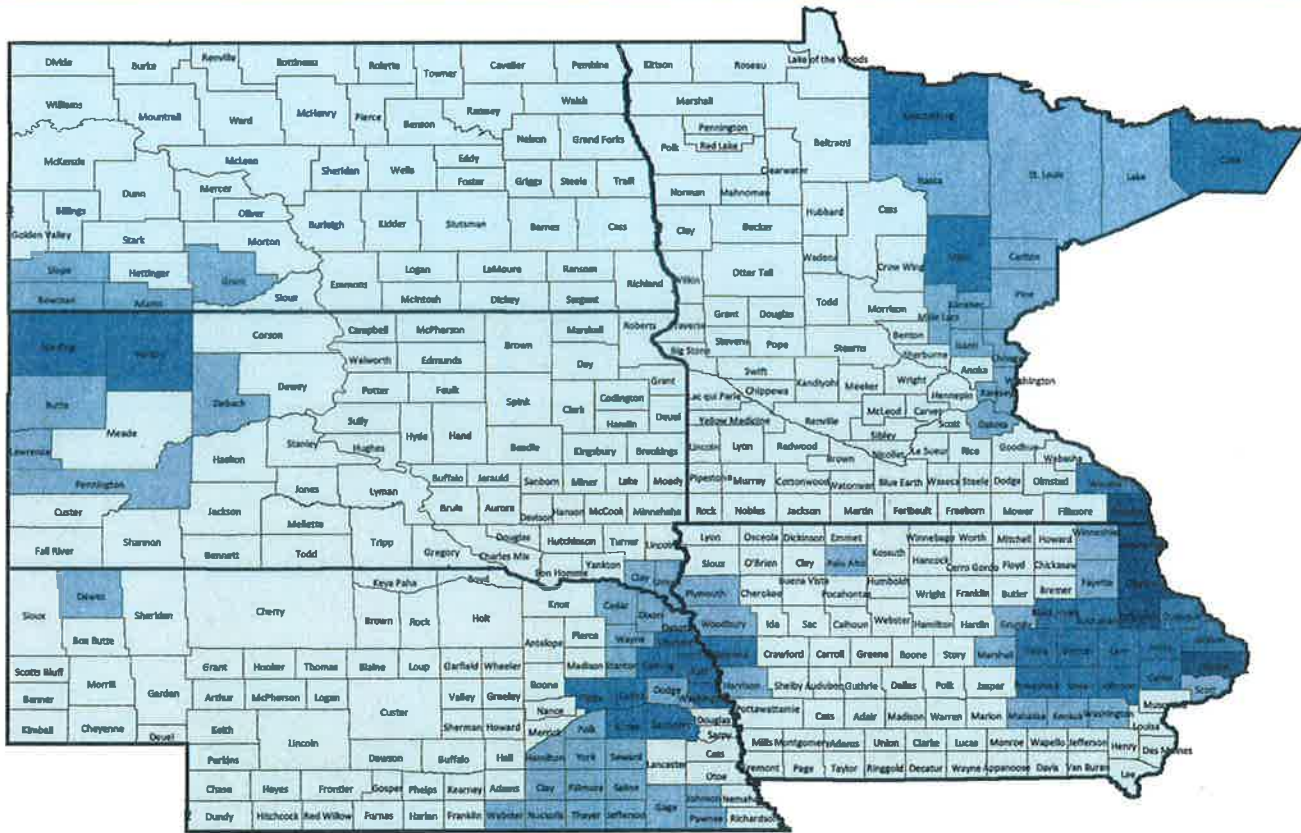 Divide Burke Renville Bottineau Rolette Towner Cavalier Pembina Kittson Roseau Lake of the Woods
Williams Mountrail Ward McHenry Pierce Benson Ramsey Walsh Marshall
Nelson Grand Forks Pennington Red Lake Polk Beltrami Koochiching Cook
McKenzie McLean Sheridan Wells Eddy Foster Griggs Steele Traill Clearwater Itasca St. Louis Lake
Dunn Mercer Oliver Norman Mahnomen
Billings Burleigh Kidder Stutsman Barnes Cass Clay Becker Hubbard Cass
Golden Valley Stark Morton
Slope Hettinger Grant Logan LaMoure Ransom Richland Wilkin Otter Tail Wadena Crow Wing Aitkin Carlton
Bowman Adams Sioux Emmons McIntosh Dickey Sargent Todd Morrison Mille Lacs Kanabec Pine
Harding Perkins Corson Campbell McPherson Brown Marshall Roberts Traverse Grant Douglas Benton
Walworth Edmunds Day Big Stone Stevens Pope Stearns Sherburne Isanti Chisago
Butte Ziebach Dewey Potter Faulk Spink Grant Swift Kandiyohi Meeker Wright Anoka Washington
Clark Codington Lac qui Parle Chippewa Hennepin Ramsey
Meade Sully Hyde Hand Hamlin Deuel Yellow Medicine Renville McLeod Carver Scott Dakota
Lawrence Haakon Stanley Hughes Beadle Kingsbury Brookings Lincoln Lyon Redwood Sibley Nicollet Le Sueur Rice Goodhue Wabasha
Pennington Buffalo Jerauld Sanborn Miner Lake Moody Pipestone Murray Cottonwood Brown Watonwan Blue Earth Waseca Steele Dodge Olmsted Winona
Custer Jackson Jones Lyman Brule Aurora Davison Hanson McCook Minnehaha Rock Nobles Jackson Martin Faribault Freeborn Mower Fillmore
Fall River Shannon Mellette Tripp Douglas Hutchinson Turner Lincoln Lyon Osceola Dickinson Emmet Winnebago Worth Mitchell Howard Winneshiek
Bennett Todd Gregory Charles Mix Bon Homme Yankton Clay Union Sioux O'Brien Clay Palo Alto Kossuth Hancock Cerro Gordo Floyd Chickasaw
Sioux Dawes Sheridan Cherry Keya Paha Boyd Knox Cedar Dixon Plymouth Cherokee Buena Vista Pocahontas Humboldt Wright Franklin Butler Bremer Fayette
Box Butte Brown Rock Holt Antelope Pierce Wayne Woodbury Ida Sac Calhoun Webster Hamilton Hardin Grundy
Scotts Bluff Grant Hooker Thomas Blaine Loup Garfield Wheeler Madison Stanton Crawford Carroll Greene Boone Story Marshall
Banner Morrill Garden Arthur McPherson Logan Custer Valley Greeley Boone Dodge Washington Harrison Shelby Audubon Guthrie Dallas Polk Jasper Scott
Kimball Cheyenne Deuel Keith Lincoln Sherman Howard Nance Merrick Polk Saunders Douglas Sarpy Pottawattamie Cass Adair Madison Warren Marion Mahaska Keokuk Washington Louisa
Perkins Dawson Buffalo Hall Hamilton York Seward Lancaster Cass Otoe Mills Montgomery Adams Union Clarke Lucas Monroe Wapello Jefferson Henry Des Moines
Chase Hayes Frontier Gosper Phelps Kearney Adams Clay Fillmore Saline Johnson Nemaha Page Taylor Ringgold Decatur Wayne Appanoose Davis Van Buren Lee
Dundy Hitchcock Red Willow Furnas Harlan Franklin Webster Nuckolls Thayer Jefferson Gage Pawnee Richardson